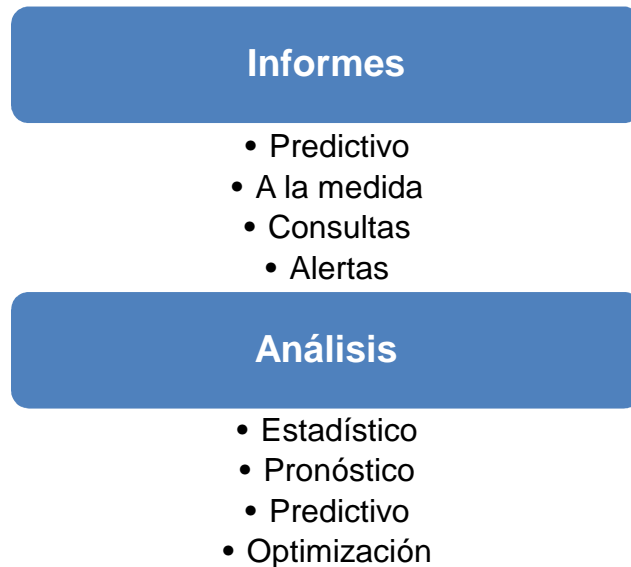 Informes
• Predictivo
• A la medida
• Consultas
• Alertas
Análisis
• Estadístico
• Pronóstico
• Predictivo
• Optimización